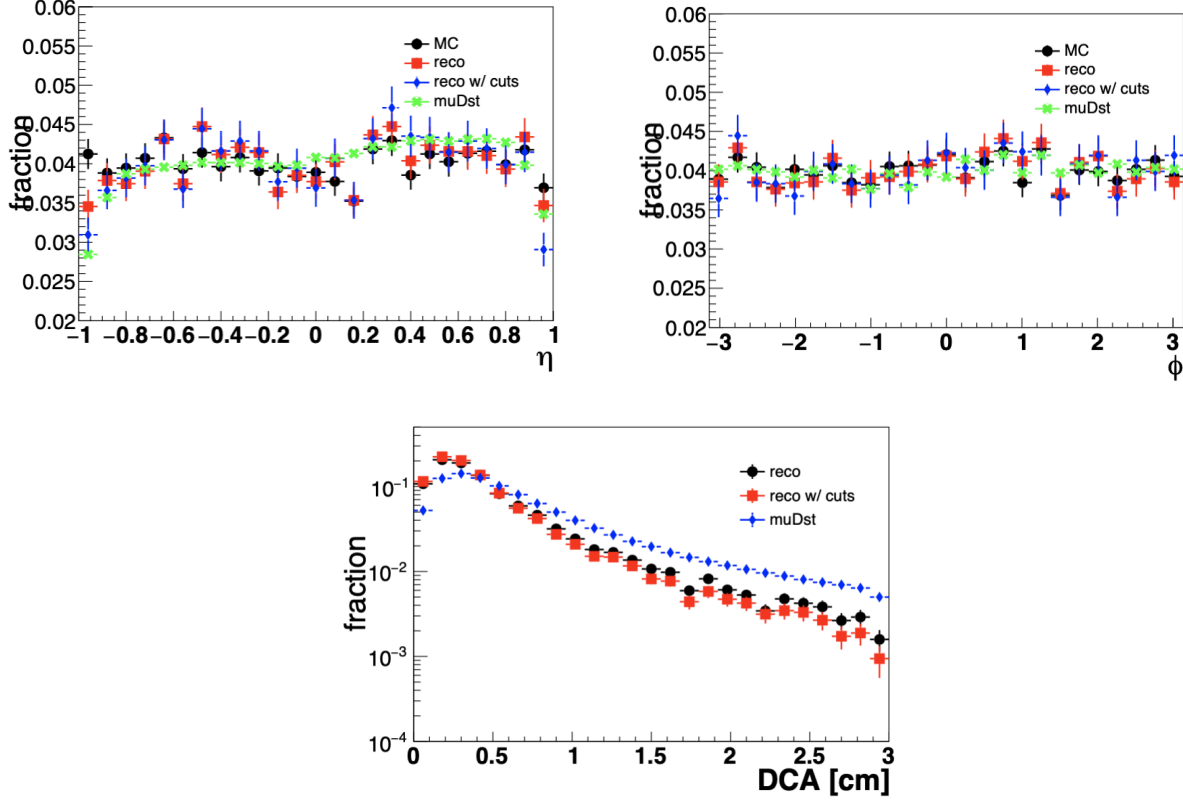 0.06
0.055
0.05
0.045
0.04
0.035
0.03
0.025
0.02
fraction
MC
reco
reco w/ cuts
muDst
−1 −0.8 −0.6 −0.4 −0.2 0 0.2 0.4 0.6 0.8 1
η
0.06
0.055
0.05
0.045
0.04
0.035
0.03
0.025
0.02
fraction
MC
reco
reco w/ cuts
muDst
−3 −2 −1 0 1 2 3
ϕ
10⁻¹
10⁻²
10⁻³
10⁻⁴
fraction
reco
reco w/ cuts
muDst
0 0.5 1 1.5 2 2.5 3
DCA [cm]